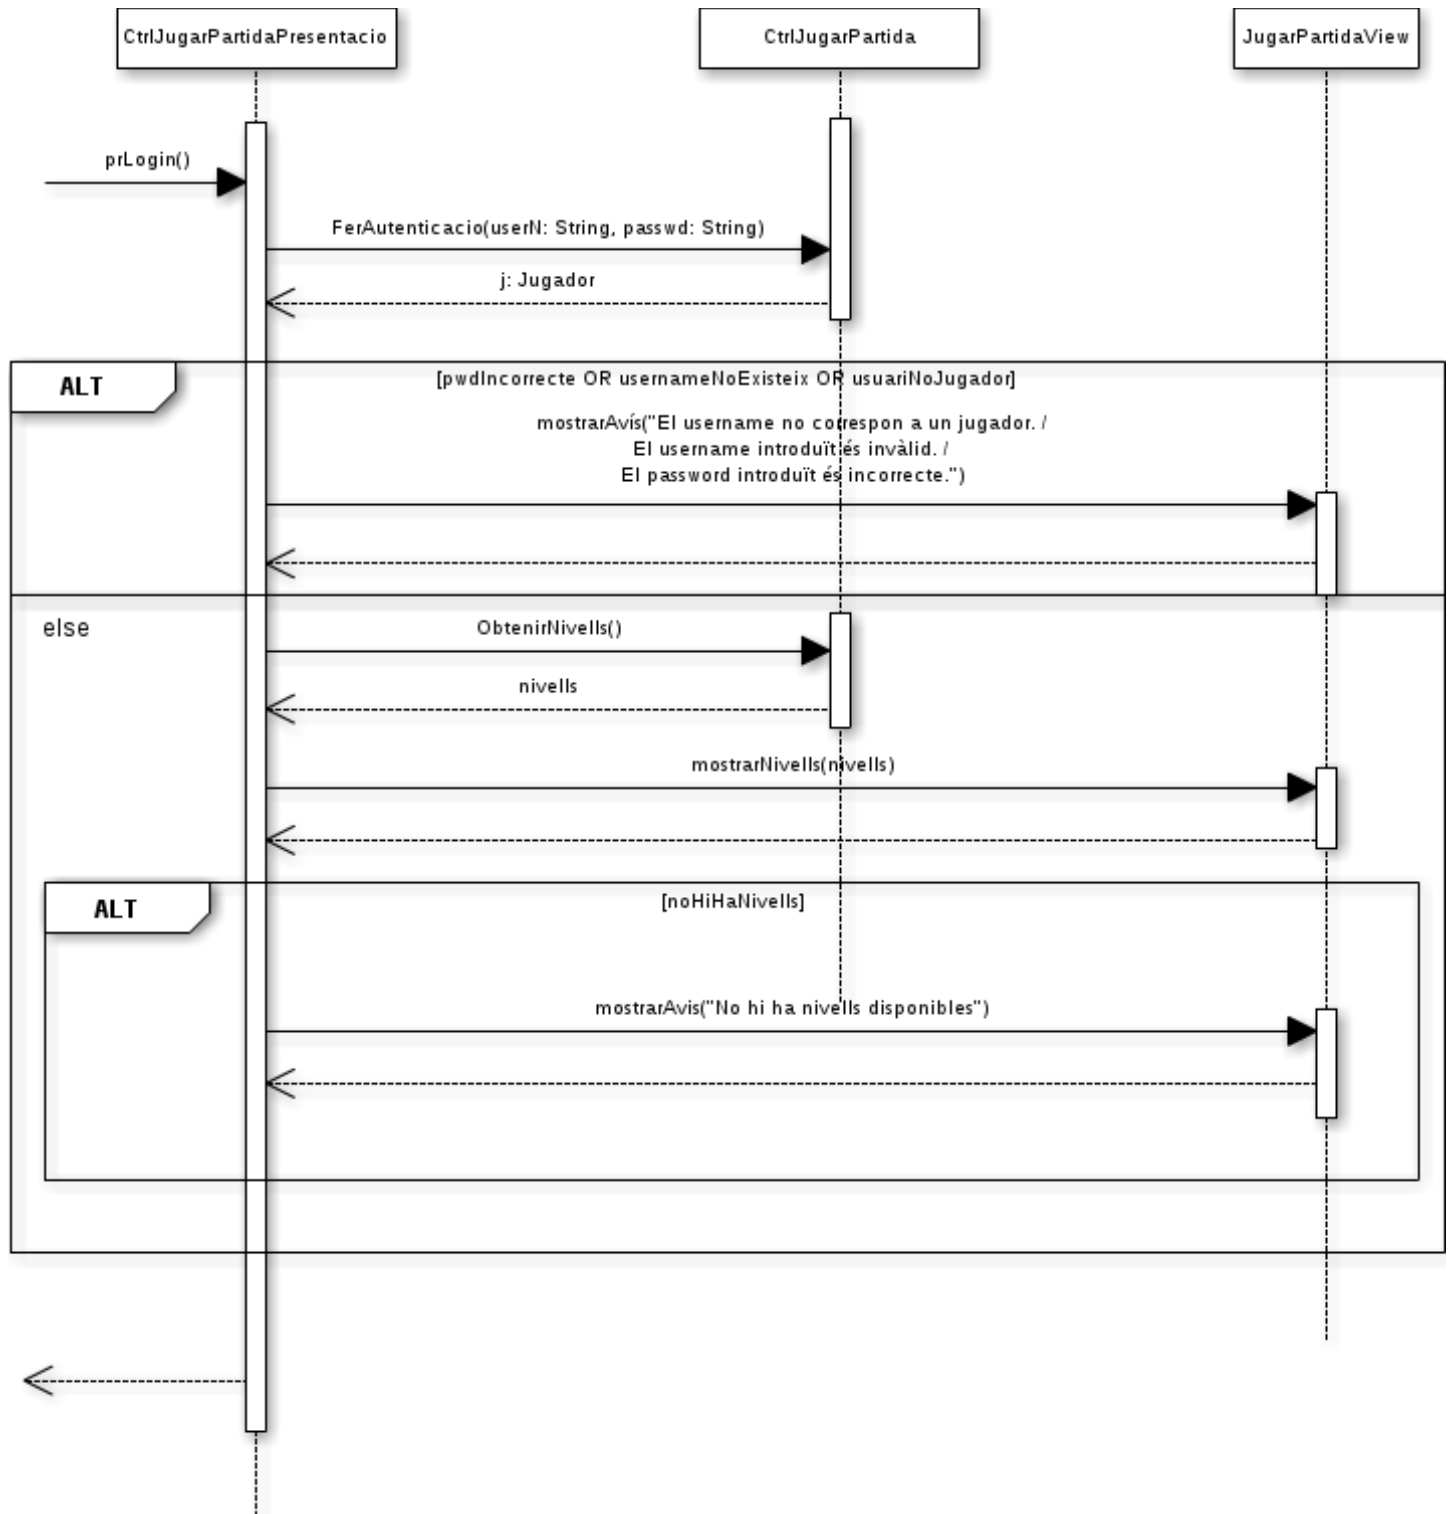 CtrlJugarPartidaPresentacio
CtrlJugarPartida
JugarPartidaView
prLogin()
FerAutenticacio(userN: String, passwd: String)
j: Jugador
ALT
[pwdIncorrecte OR usernameNoExisteix OR usuariNoJugador]
mostrarAvís("El username no correspon a un jugador. /
El username introduït és invàlid. /
El password introduït és incorrecte.")
else
ObtenirNivells()
nivells
mostrarNivells(nivells)
ALT
[noHiHaNivells]
mostrarAvis("No hi ha nivells disponibles")